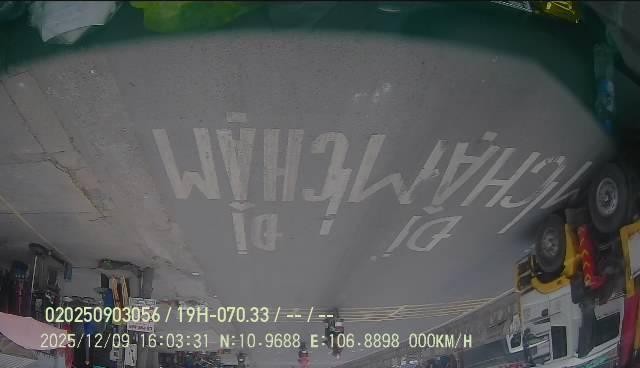 ĐI CHẬM
ĐI CHẬM
020250903056 / 19H-070.33 / -- / --
2025/12/09 16:03:31 N:10.9688 E:106.8898 000KM/H